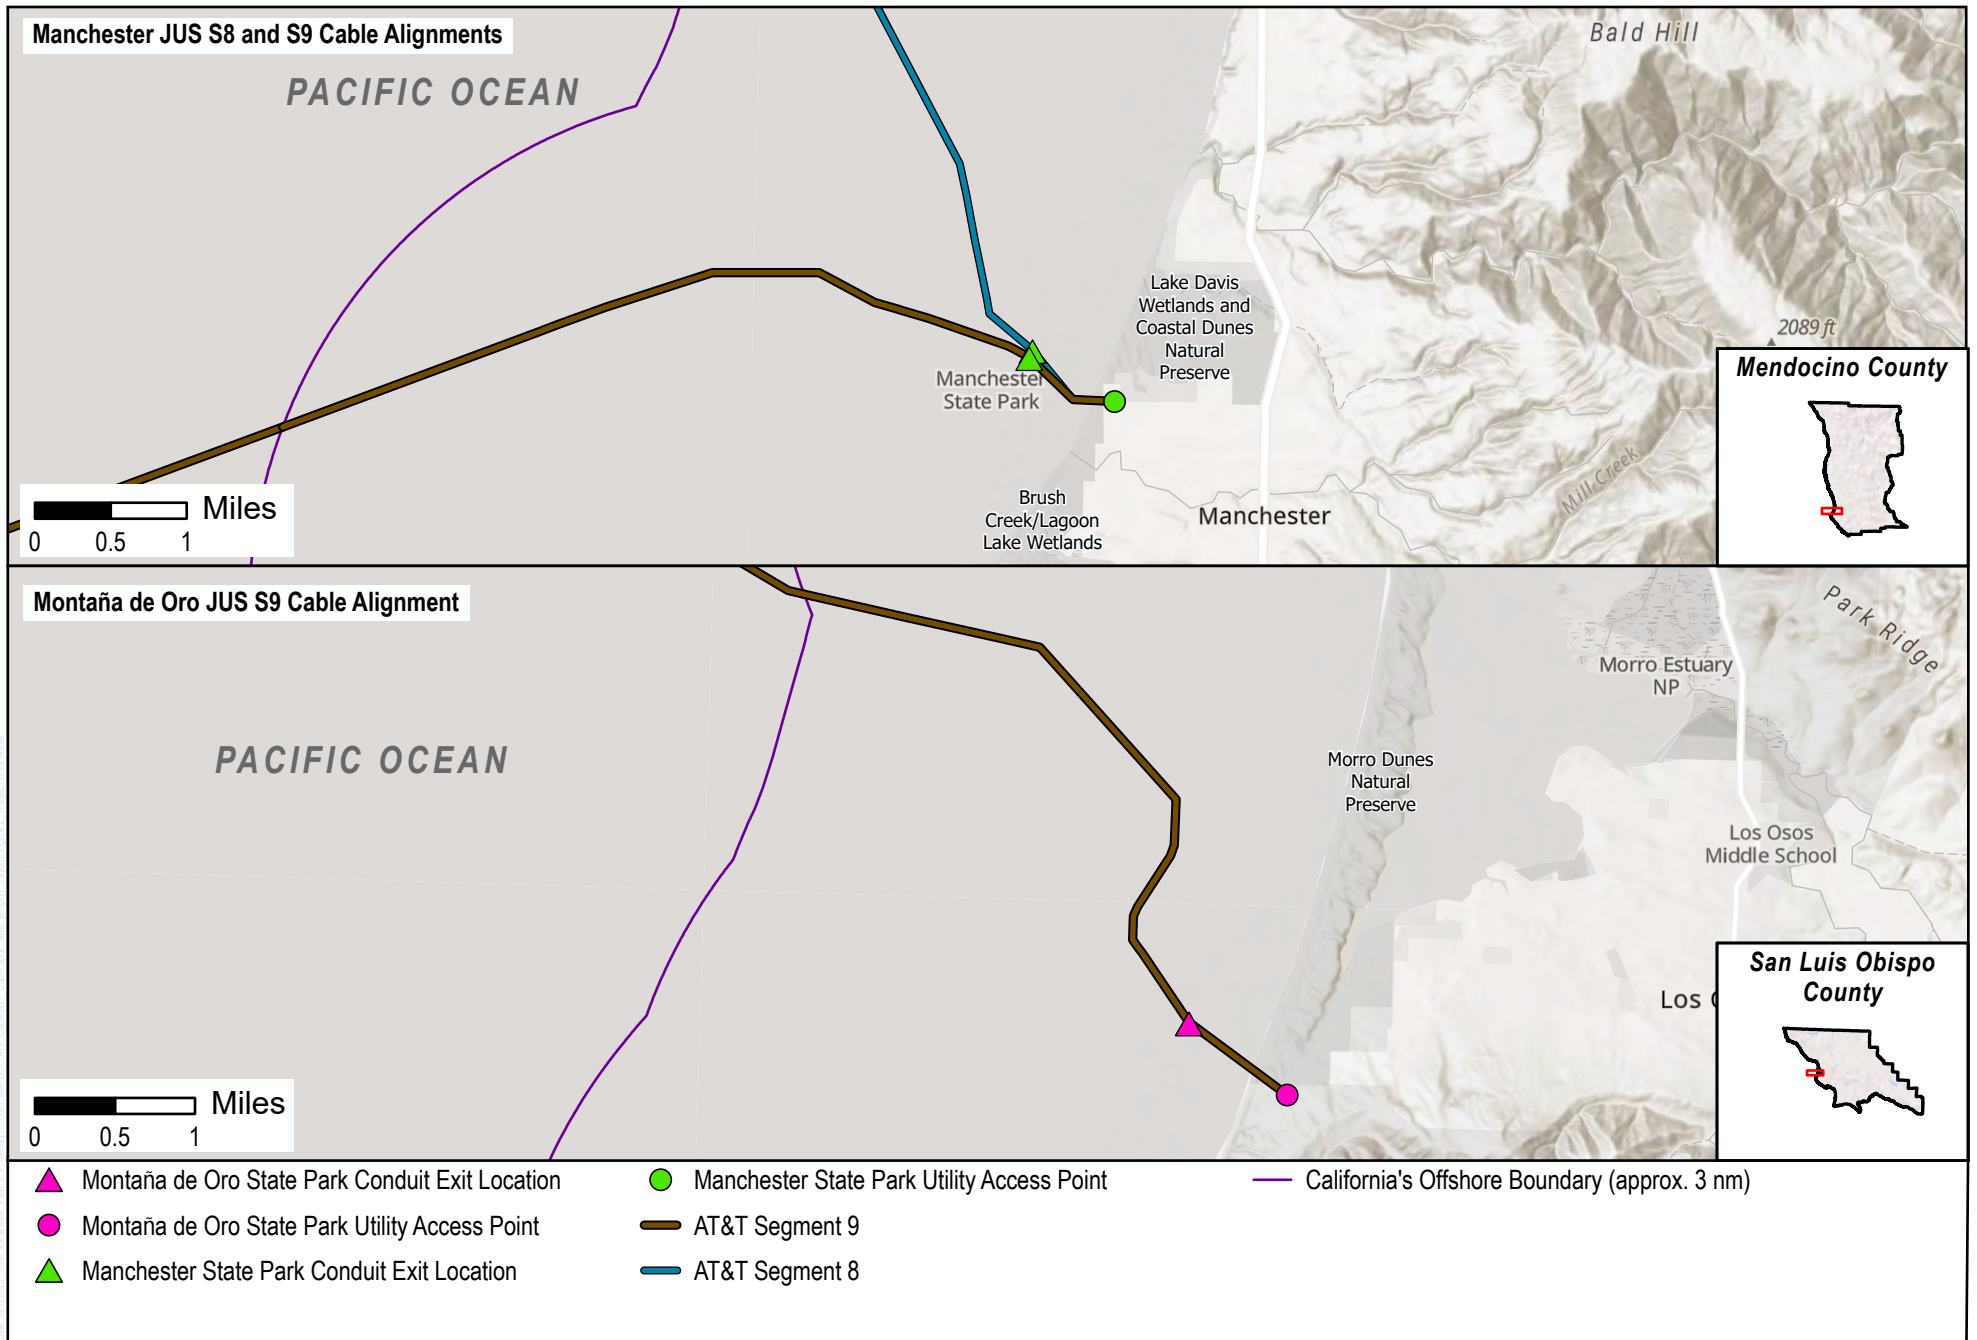 Manchester JUS S8 and S9 Cable Alignments
PACIFIC OCEAN
Bald Hill
Lake Davis
Wetlands and
Coastal Dunes
Natural
Preserve
2089 ft
Manchester
State Park
Mill Creek
Brush
Creek/Lagoon
Lake Wetlands
Manchester
Mendocino County
Miles
0 0.5 1
Montaña de Oro JUS S9 Cable Alignment
PACIFIC OCEAN
Park Ridge
Morro Estuary
NP
Morro Dunes
Natural
Preserve
Los Osos
Middle School
Los
San Luis Obispo
County
Miles
0 0.5 1
Montaña de Oro State Park Conduit Exit Location
Montaña de Oro State Park Utility Access Point
Manchester State Park Conduit Exit Location
Manchester State Park Utility Access Point
AT&T Segment 9
AT&T Segment 8
California's Offshore Boundary (approx. 3 nm)